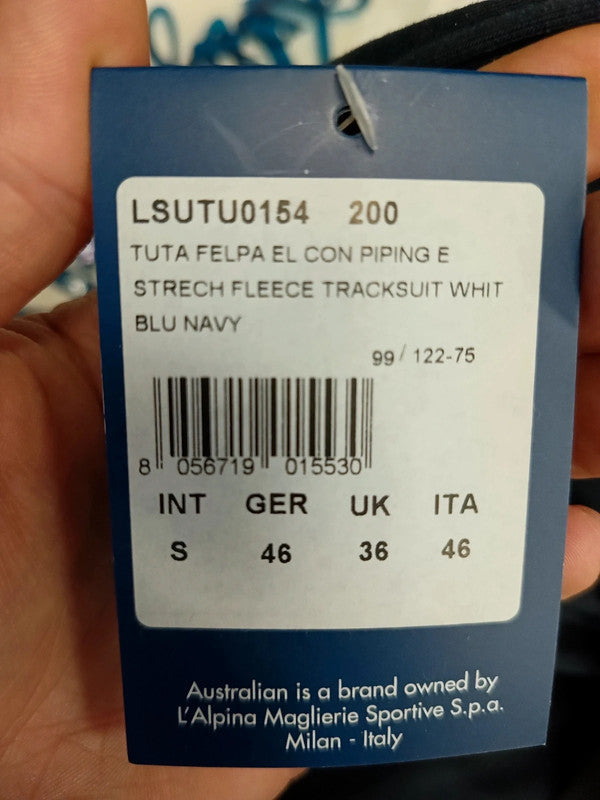 LSUTU0154 200
TUTA FELPA EL CON PIPING E
STRECH FLEECE TRACKSUIT WHIT
BLU NAVY
99 / 122-75
8 056719 015530
INT GER UK ITA
S 46 36 46
Australian is a brand owned by
L'Alpina Maglierie Sportive S.p.a.
Milan - Italy